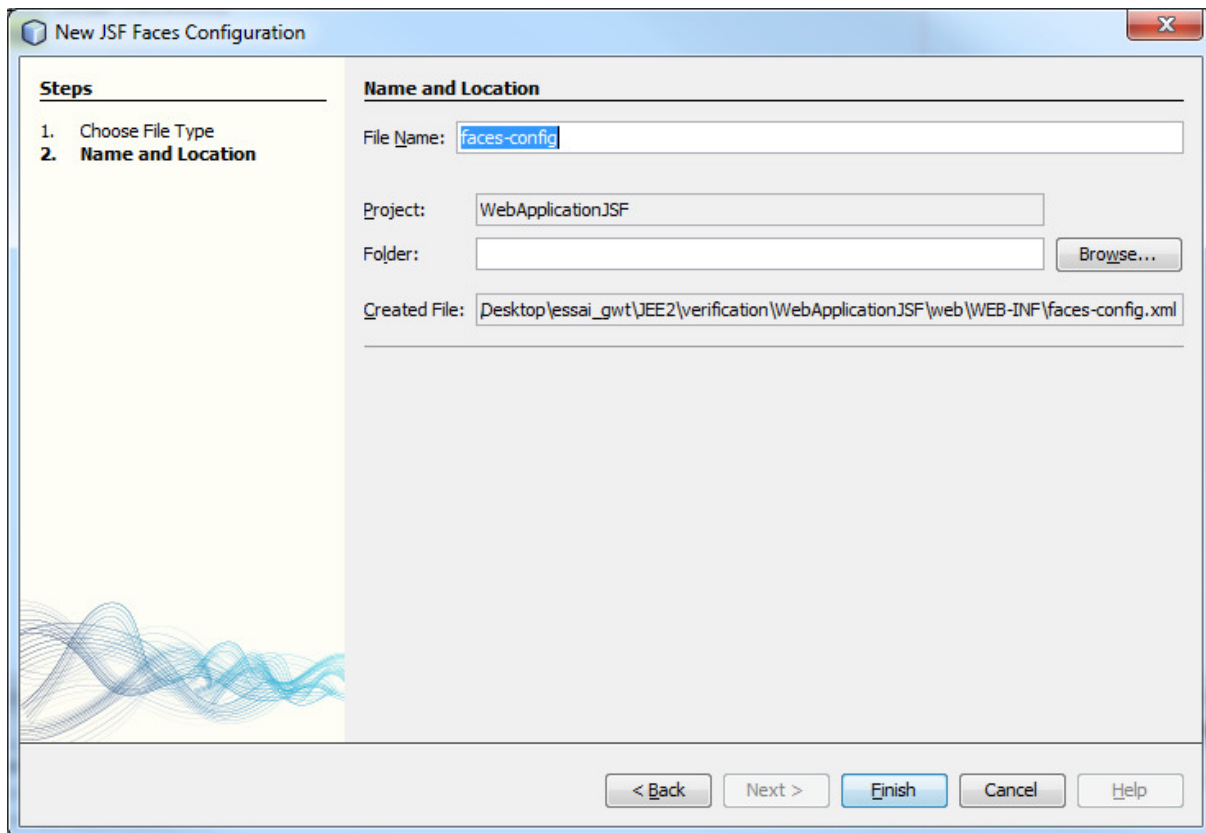 New JSF Faces Configuration
Steps
1. Choose File Type
2. Name and Location
Name and Location
File Name: faces-config
Project: WebApplicationJSF
Folder:
Browse...
Created File: Desktop\essai_gwt\JEE2\verification\WebApplicationJSF\web\WEB-INF\faces-config.xml
< Back
Next >
Finish
Cancel
Help